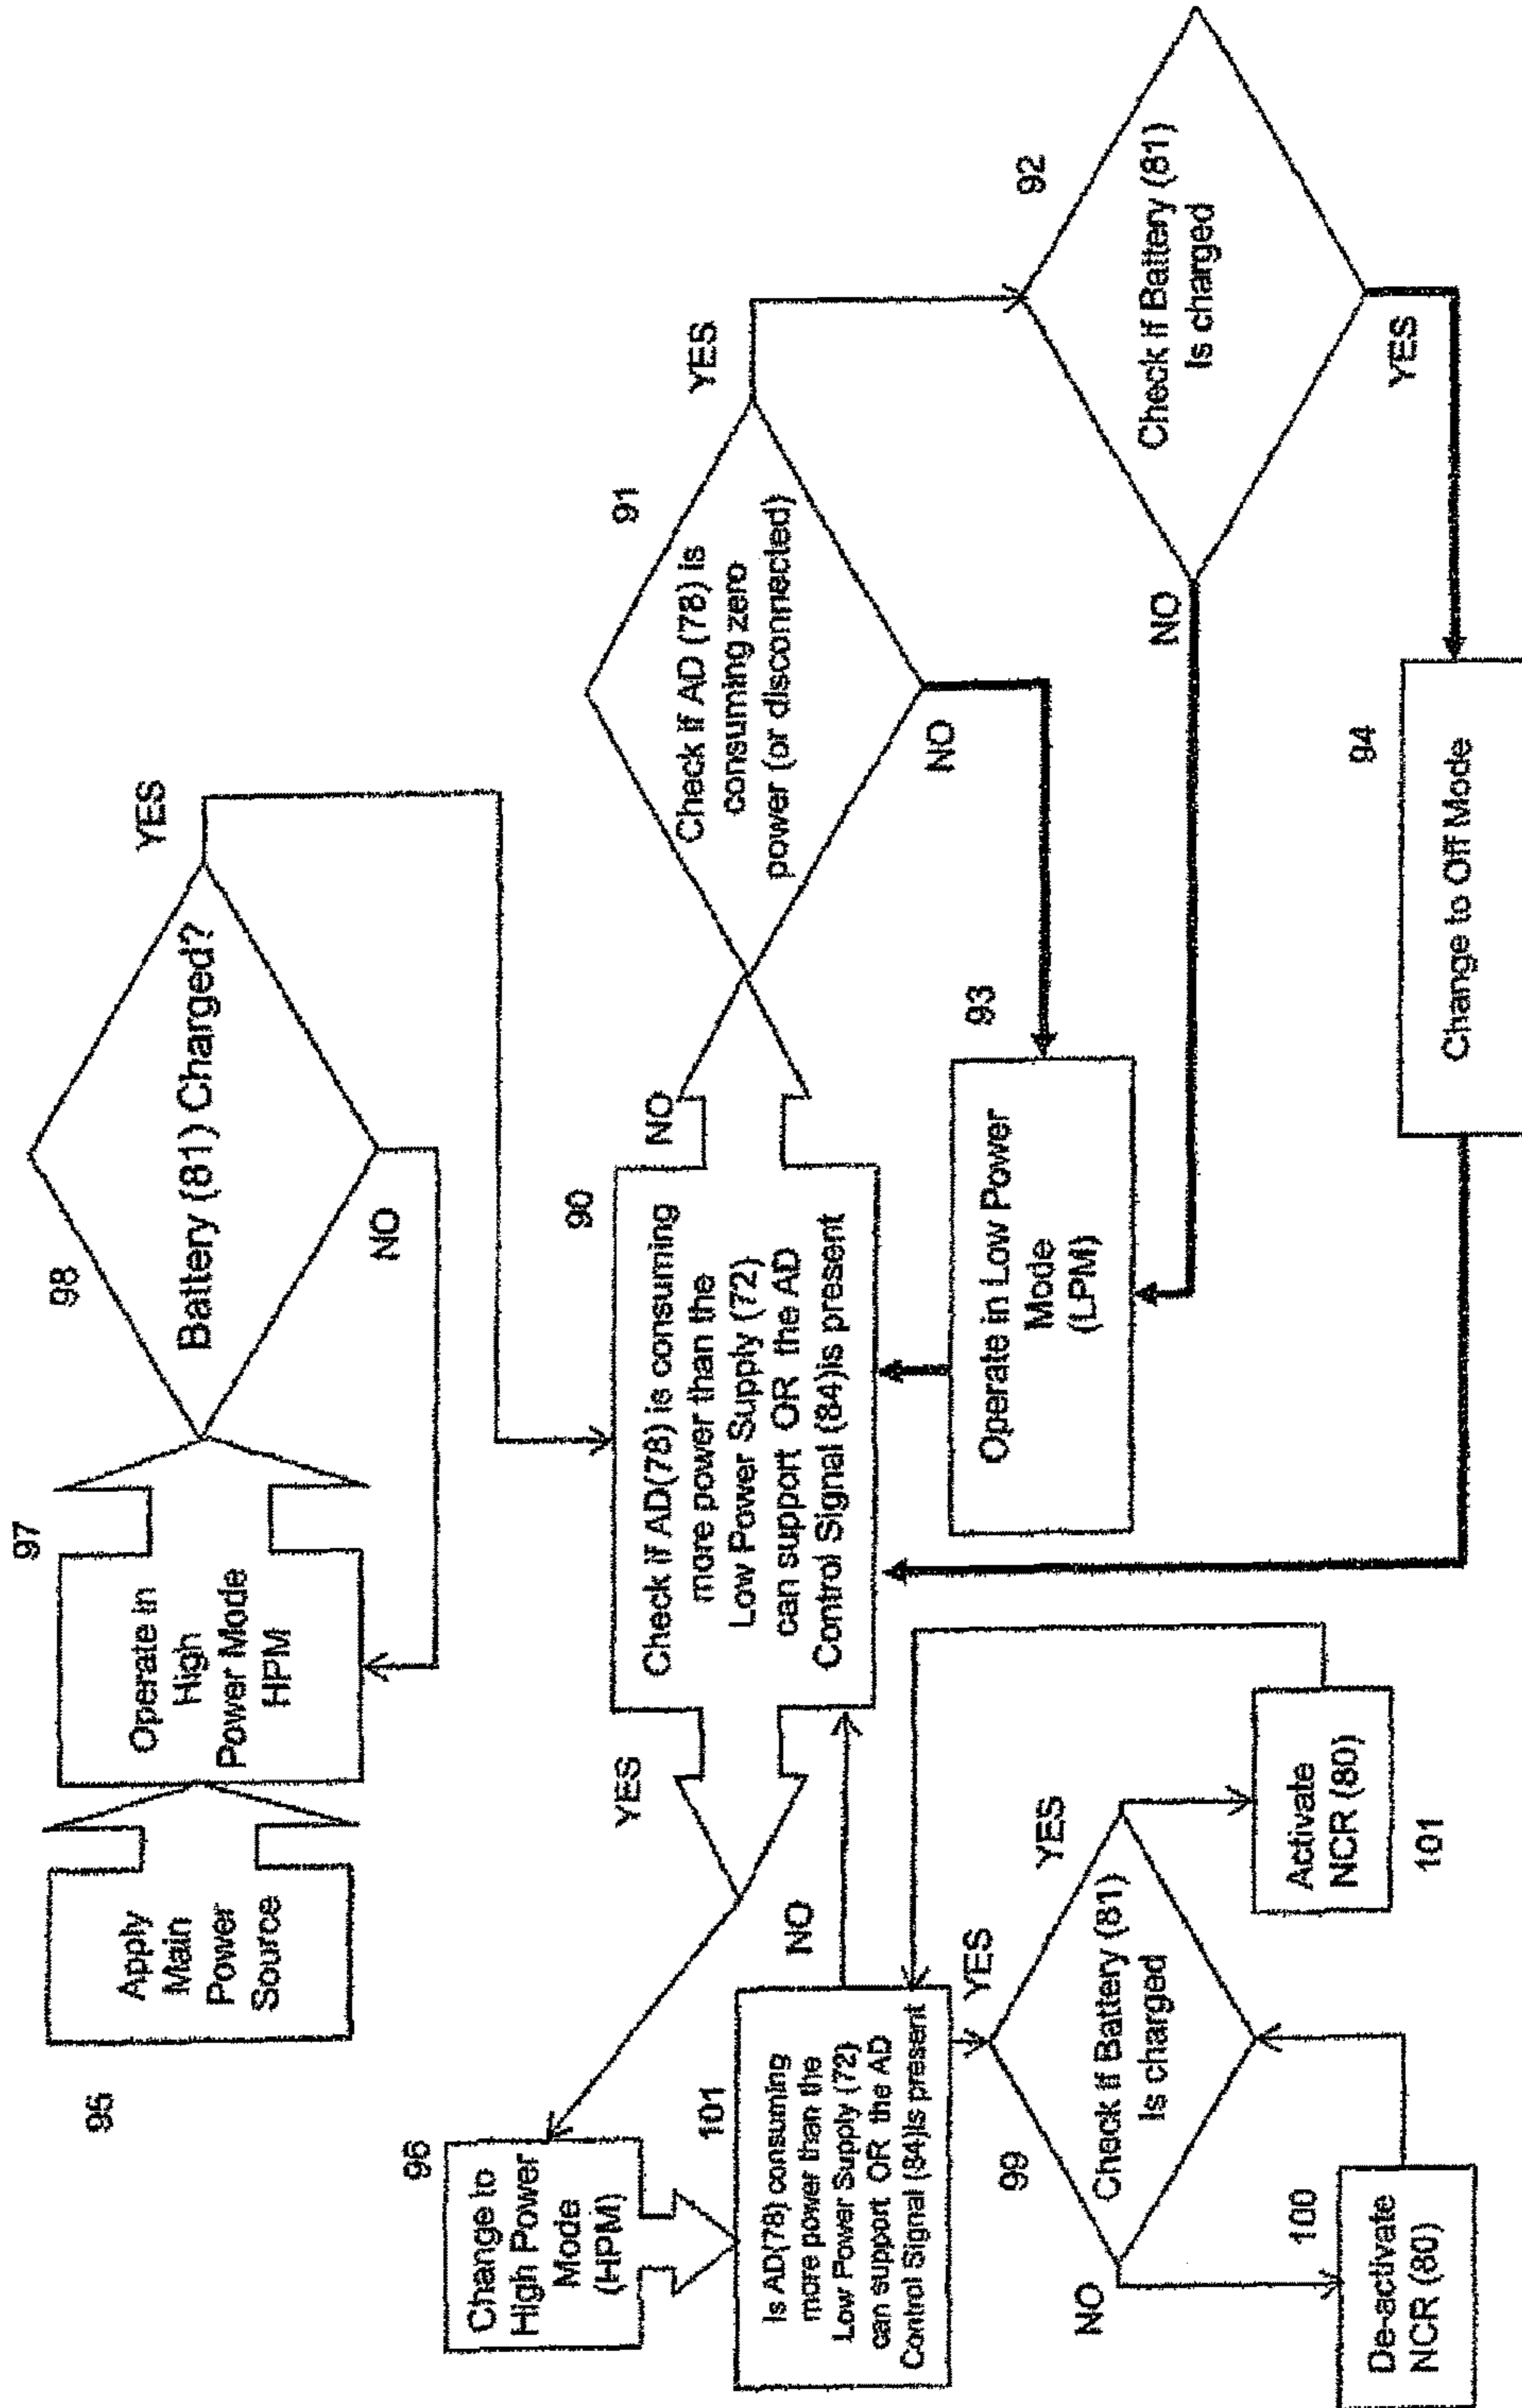 95
Apply
Main
Power
Source
97
Operate in
High
Power Mode
HPM
98
Battery (81) Charged?
YES
NO
90
Check if AD(78) is consuming
more power than the
Low Power Supply (72)
can support OR the AD
Control Signal (84)is present
YES
NO
91
Check if AD (78) is
consuming zero
power (or disconnected)
YES
NO
92
Check if Battery (81)
Is charged
NO
YES
93
Operate in Low Power
Mode
(LPM)
94
Change to Off Mode
96
Change to
High Power
Mode
(HPM)
101
Is AD(78) consuming
more power than the
Low Power Supply (72)
can support OR the AD
Control Signal (84)is present
NO
YES
99
Check if Battery (81)
Is charged
YES
NO
100
De-activate
NCR (80)
Activate
NCR (80)
101